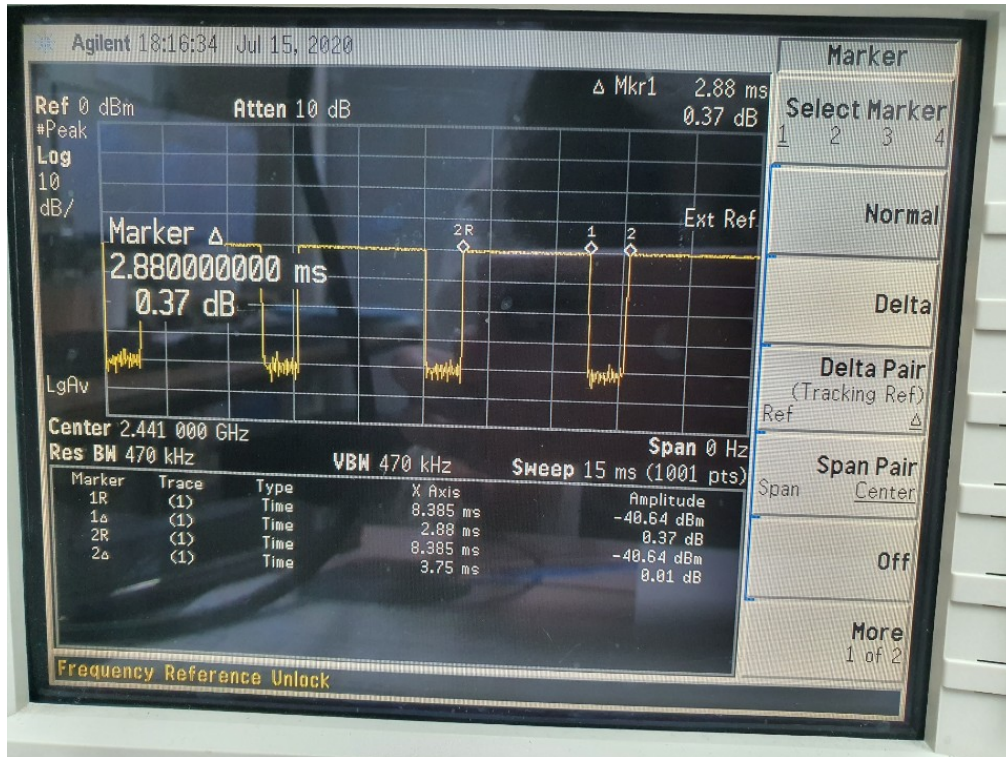 Agilent 18:16:34 Jul 15, 2020
Δ Mkr1 2.88 ms
Ref 0 dBm Atten 10 dB 0.37 dB
#Peak
Log
10
dB/
Ext Ref
Marker Δ
2.880000000 ms
0.37 dB
2R 1 2
LgAv
Center 2.441 000 GHz Span 0 Hz
Res BW 470 kHz VBW 470 kHz Sweep 15 ms (1001 pts)
Marker Trace Type X Axis Amplitude
1R (1) Time 8.385 ms -40.64 dBm
1Δ (1) Time 2.88 ms 0.37 dB
2R (1) Time 8.385 ms -40.64 dBm
2Δ (1) Time 3.75 ms 0.01 dB
Frequency Reference Unlock
Marker
Select Marker
1 2 3 4
Normal
Delta
Delta Pair
(Tracking Ref)
Ref Δ
Span Pair
Span Center
Off
More
1 of 2